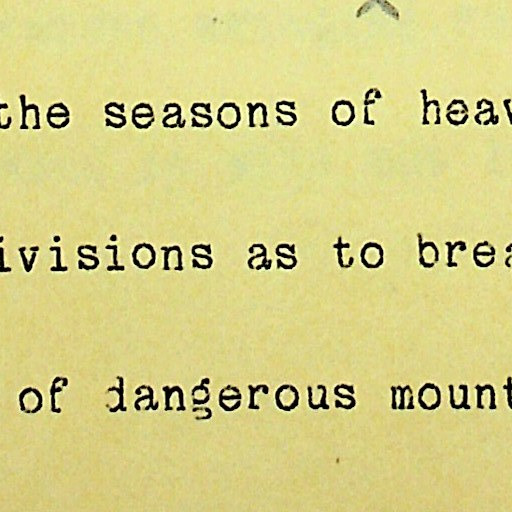 the seasons of heav
ivisions as to brea
of dangerous mount